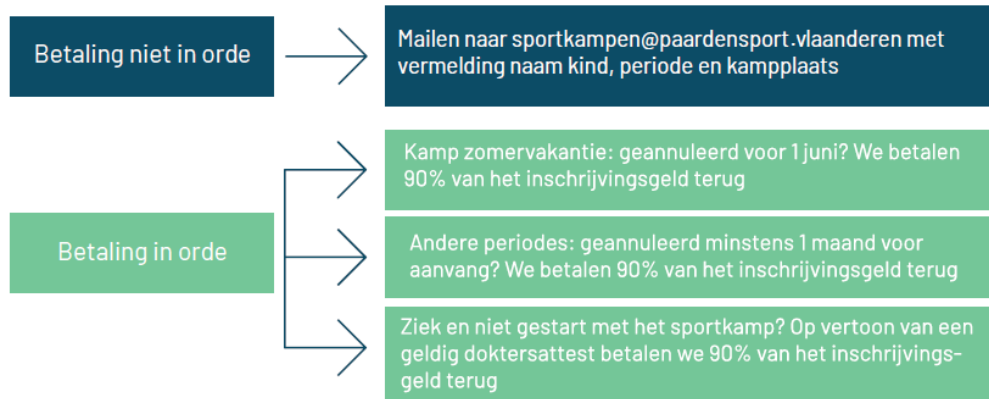 Betaling niet in orde
Mailen naar sportkampen@paardensport.vlaanderen met
vermelding naam kind, periode en kampplaats
Betaling in orde
Kamp zomervakantie: geannuleerd voor 1 juni? We betalen
90% van het inschrijvingsgeld terug
Andere periodes: geannuleerd minstens 1 maand voor
aanvang? We betalen 90% van het inschrijvingsgeld terug
Ziek en niet gestart met het sportkamp? Op vertoon van een
geldig doktersattest betalen we 90% van het inschrijvings-
geld terug